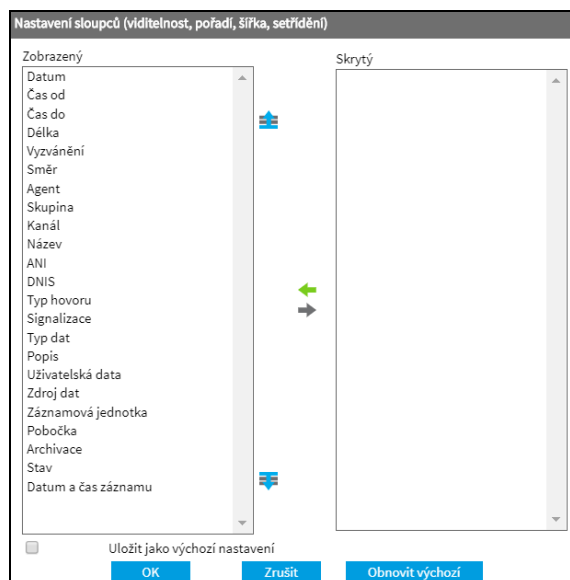 Nastavení sloupců (viditelnost, pořadí, šířka, setřídění)
Zobrazený
Datum
Čas od
Čas do
Délka
Vyzvánění
Směr
Agent
Skupina
Kanál
Název
ANI
DNIS
Typ hovoru
Signalizace
Typ dat
Popis
Uživatelská data
Zdroj dat
Záznamová jednotka
Pobočka
Archivace
Stav
Datum a čas záznamu
Skrytý
Uložit jako výchozí nastavení
OK
Zrušit
Obnovit výchozí